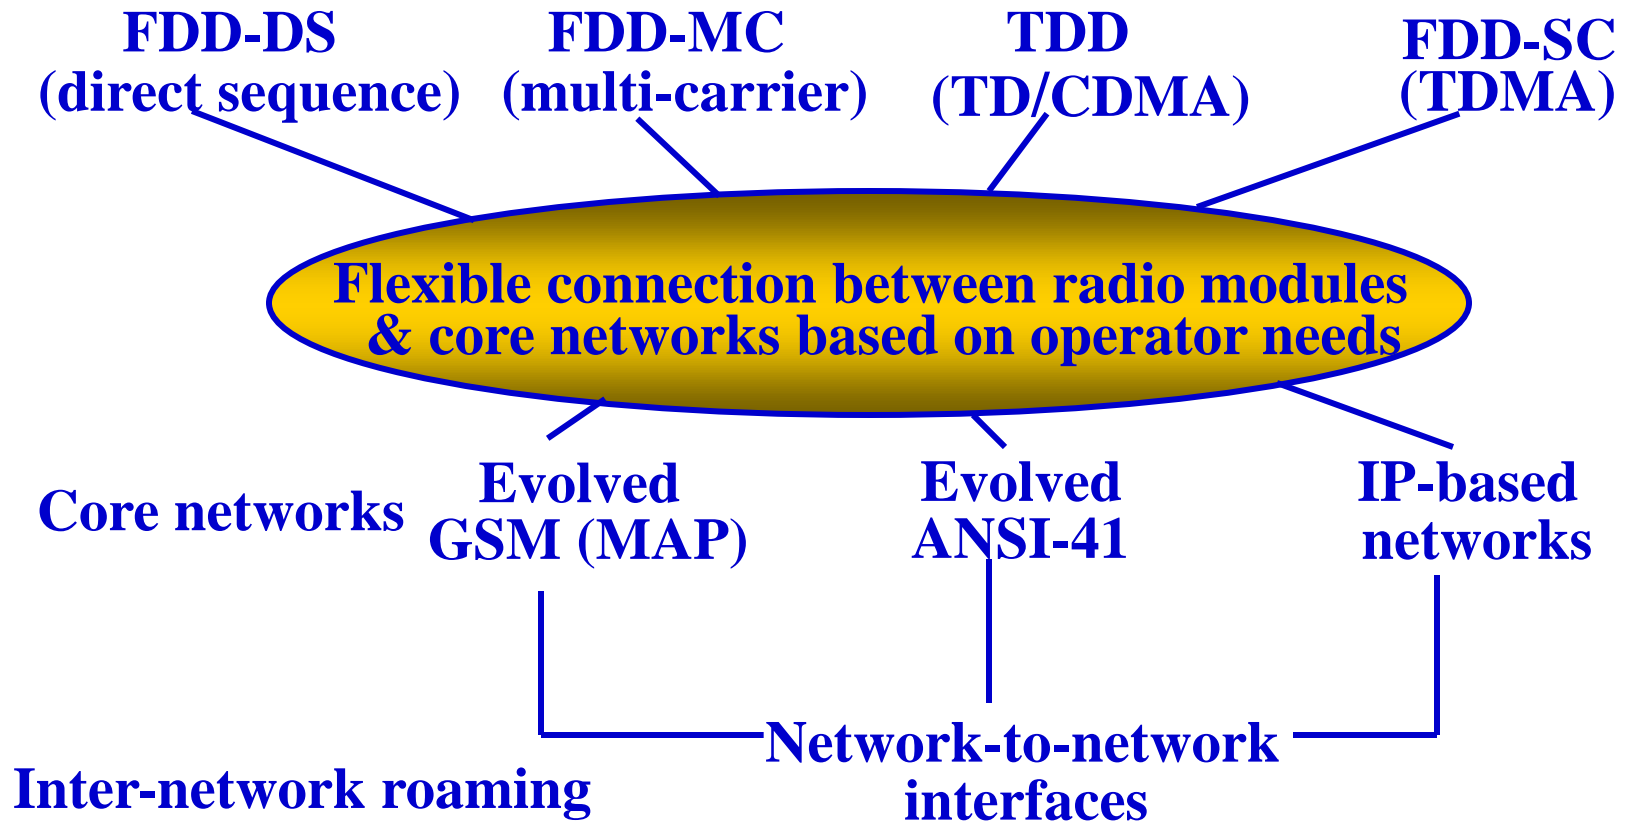 FDD-DS
(direct sequence)
FDD-MC
(multi-carrier)
TDD
(TD/CDMA)
FDD-SC
(TDMA)
Flexible connection between radio modules
& core networks based on operator needs
Core networks
Evolved
GSM (MAP)
Evolved
ANSI-41
IP-based
networks
Network-to-network
interfaces
Inter-network roaming